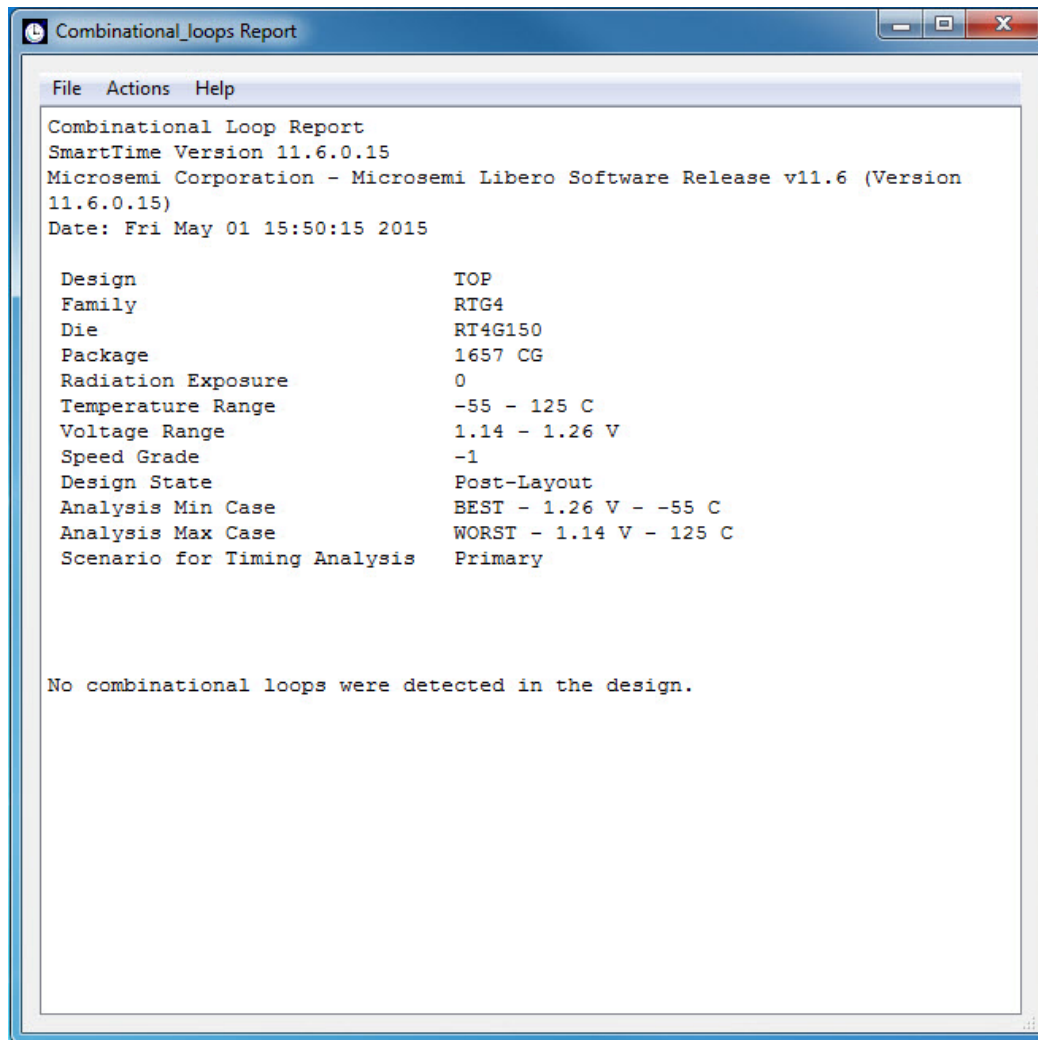 Combinational_loops Report
File Actions Help
Combinational Loop Report
SmartTime Version 11.6.0.15
Microsemi Corporation - Microsemi Libero Software Release v11.6 (Version
11.6.0.15)
Date: Fri May 01 15:50:15 2015
Design TOP
Family RTG4
Die RT4G150
Package 1657 CG
Radiation Exposure 0
Temperature Range -55 - 125 C
Voltage Range 1.14 - 1.26 V
Speed Grade -1
Design State Post-Layout
Analysis Min Case BEST - 1.26 V - -55 C
Analysis Max Case WORST - 1.14 V - 125 C
Scenario for Timing Analysis Primary
No combinational loops were detected in the design.